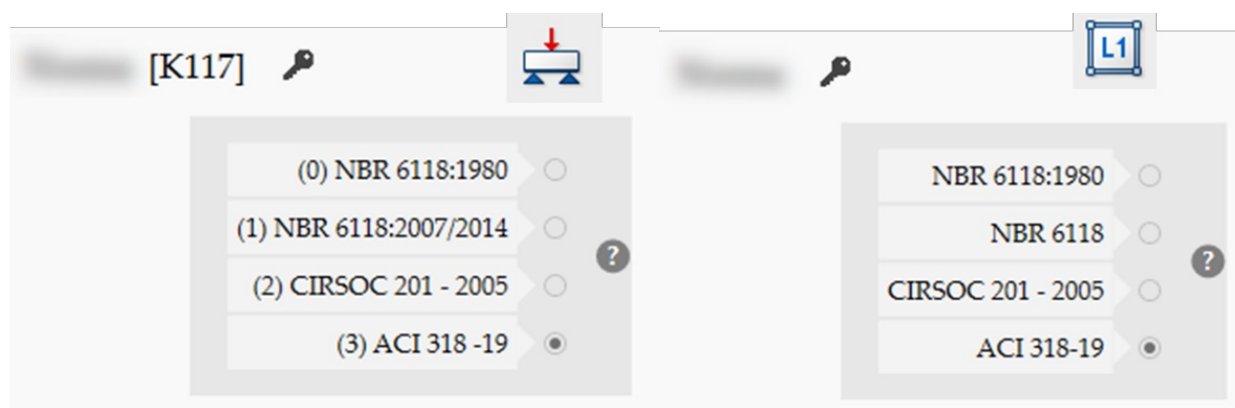 [K117]
(0) NBR 6118:1980
(1) NBR 6118:2007/2014
(2) CIRSOC 201 - 2005
(3) ACI 318 -19
?
L1
NBR 6118:1980
NBR 6118
CIRSOC 201 - 2005
ACI 318-19
?